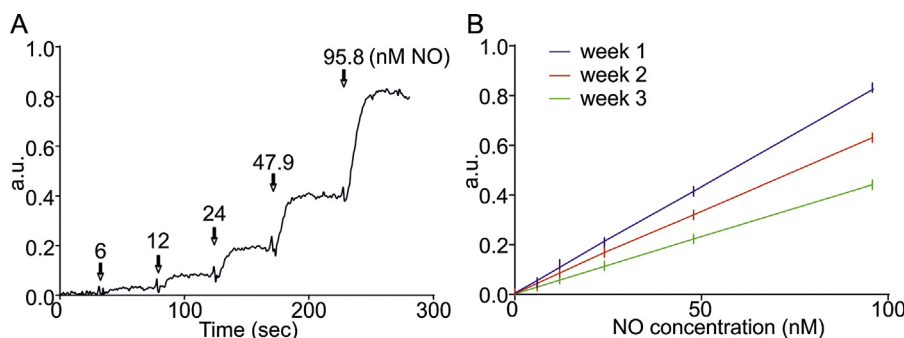 A
a.u.
1.0
0.8
0.6
0.4
0.2
0.0
6
12
24
47.9
95.8 (nM NO)
0
100
200
300
Time (sec)
B
a.u.
1.0
0.8
0.6
0.4
0.2
0.0
week 1
week 2
week 3
0
50
100
NO concentration (nM)